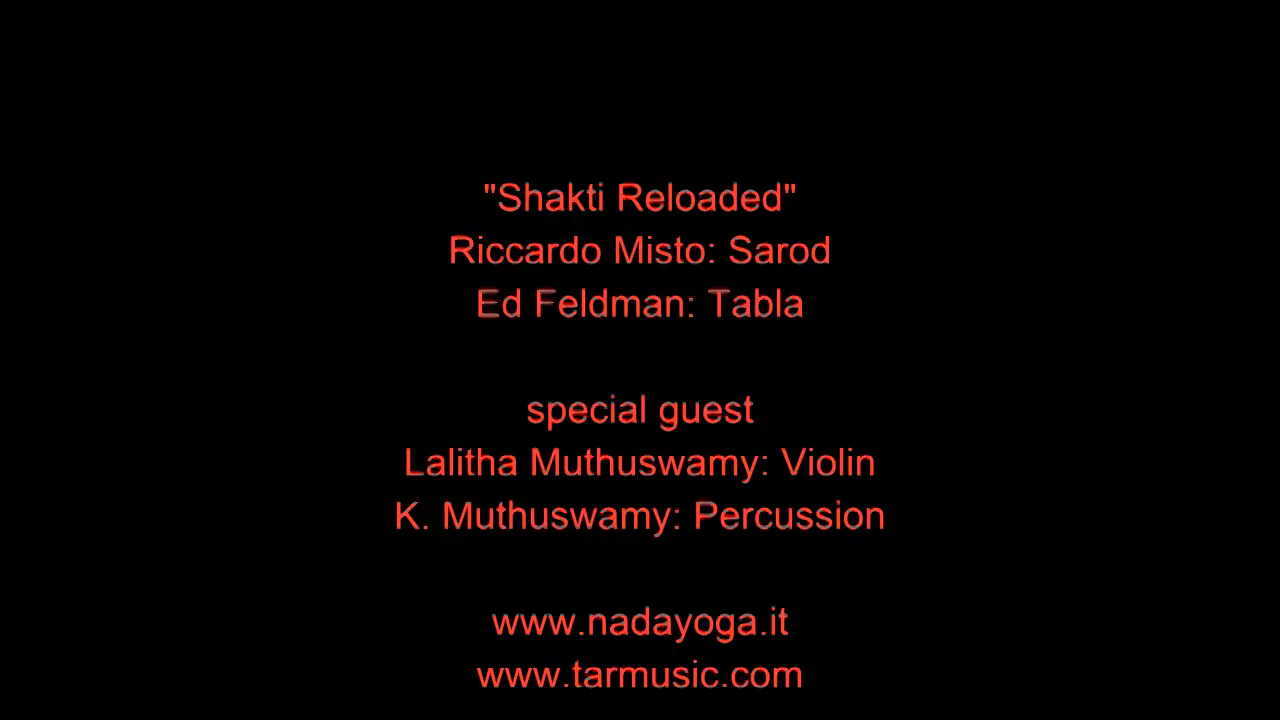 "Shakti Reloaded"
Riccardo Misto: Sarod
Ed Feldman: Tabla
special guest
Lalitha Muthuswamy: Violin
K. Muthuswamy: Percussion
www.nadayoga.it
www.tarmusic.com